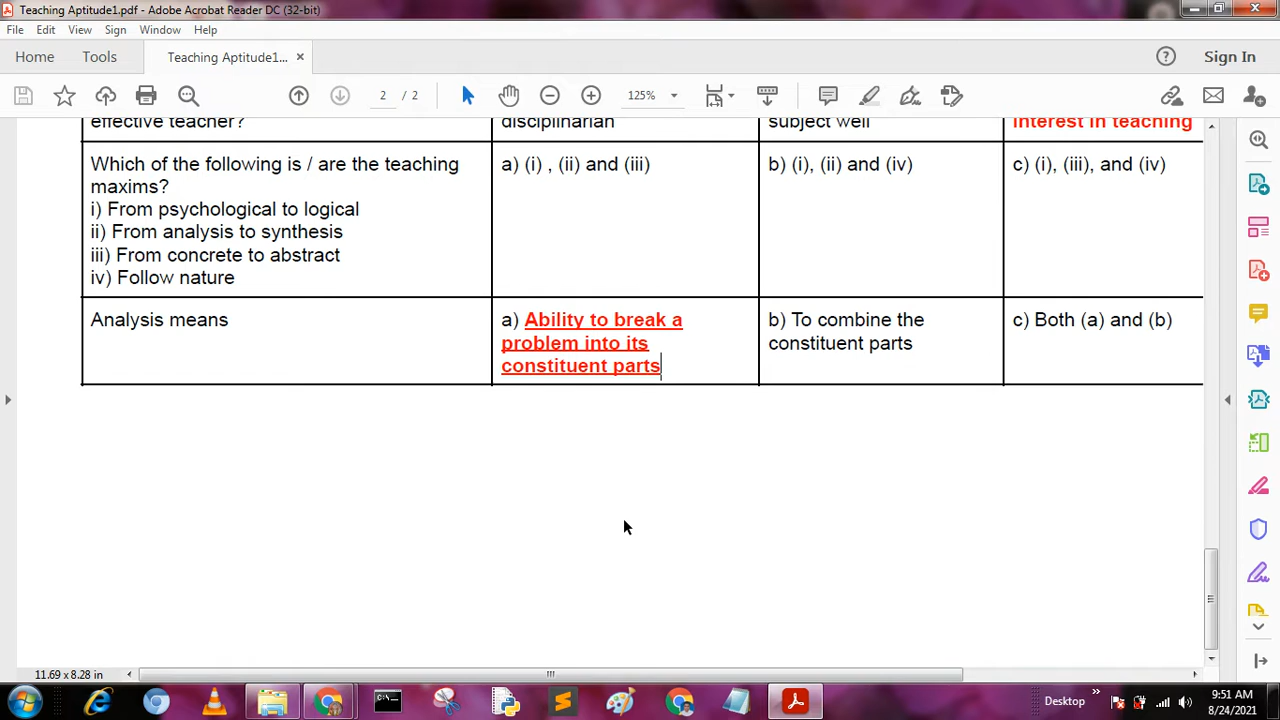 Teaching Aptitude1.pdf - Adobe Acrobat Reader DC (32-bit)
File Edit View Sign Window Help
Home Tools Teaching Aptitude1... × Sign In
2 / 2 125%
effective teacher? disciplinarian subject well interest in teaching
Which of the following is / are the teaching a) (i) , (ii) and (iii) b) (i), (ii) and (iv) c) (i), (iii), and (iv)
maxims?
i) From psychological to logical
ii) From analysis to synthesis
iii) From concrete to abstract
iv) Follow nature
Analysis means a) Ability to break a b) To combine the c) Both (a) and (b)
problem into its constituent parts
constituent parts
11.69 x 8.28 in
Desktop 9:51 AM
8/24/2021